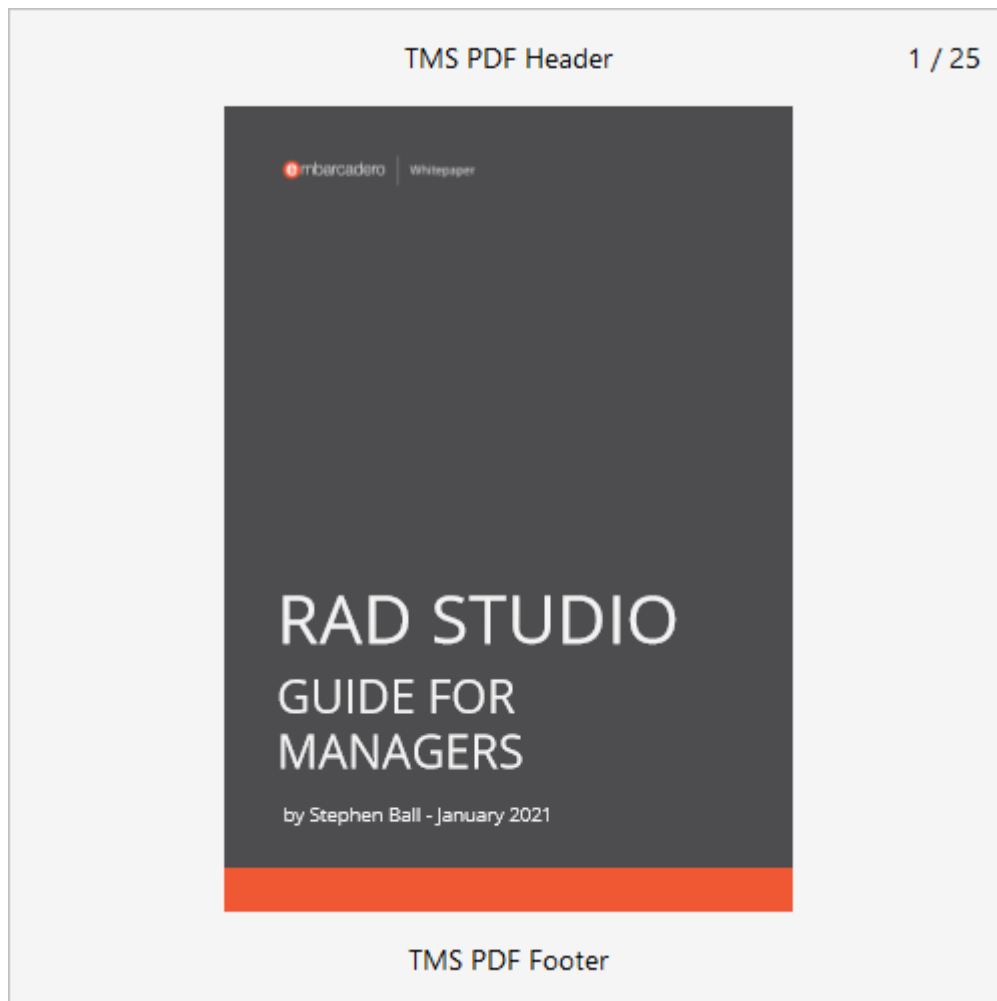 TMS PDF Header 1 / 25
embarcadero Whitepaper
RAD STUDIO
GUIDE FOR
MANAGERS
by Stephen Ball - January 2021
TMS PDF Footer